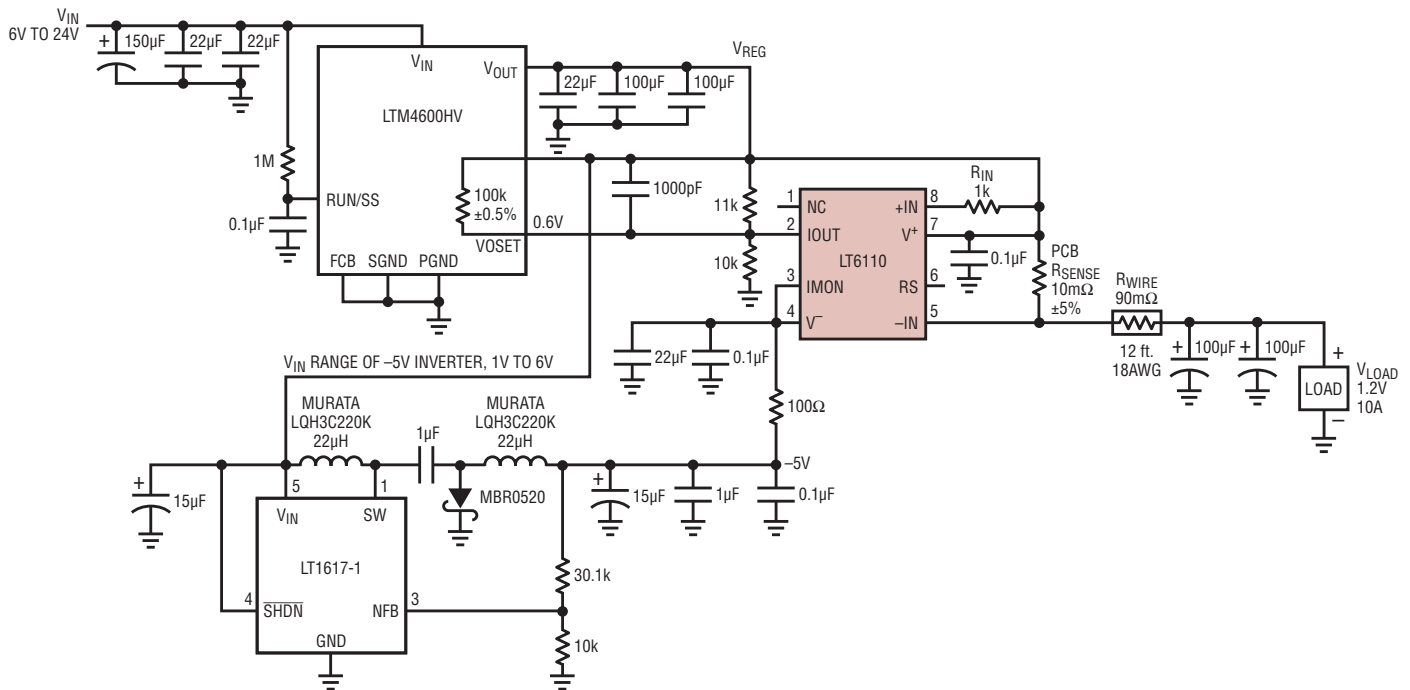 VIN
6V TO 24V
+
150µF
22µF
22µF
VIN
VOUT
LTM4600HV
1M
RUN/SS
0.1µF
100k
±0.5%
VOSET
FCB
SGND
PGND
VREG
22µF
100µF
100µF
1000pF
0.6V
11k
10k
1
NC
2
IOUT
3
IMON
4
V–
LT6110
8
+IN
7
V+
6
RS
5
–IN
RIN
1k
0.1µF
PCB
RSENSE
10mΩ
±5%
RWIRE
90mΩ
12 ft.
18AWG
+
100µF
+
100µF
+
LOAD
–
VLOAD
1.2V
10A
22µF
0.1µF
100Ω
VIN RANGE OF –5V INVERTER, 1V TO 6V
MURATA
LQH3C220K
22µH
1µF
MURATA
LQH3C220K
22µH
–5V
+
15µF
5
1
VIN
SW
MBR0520
+
15µF
1µF
0.1µF
LT1617-1
4
SHDN
NFB
3
GND
30.1k
10k